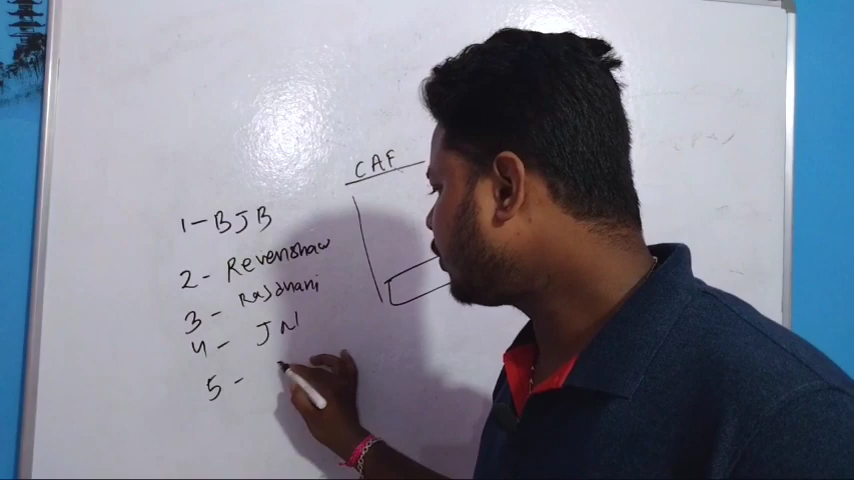 CAF
1-BJB
2- Revenshaw
3- Rajdhani
4- JN
5-